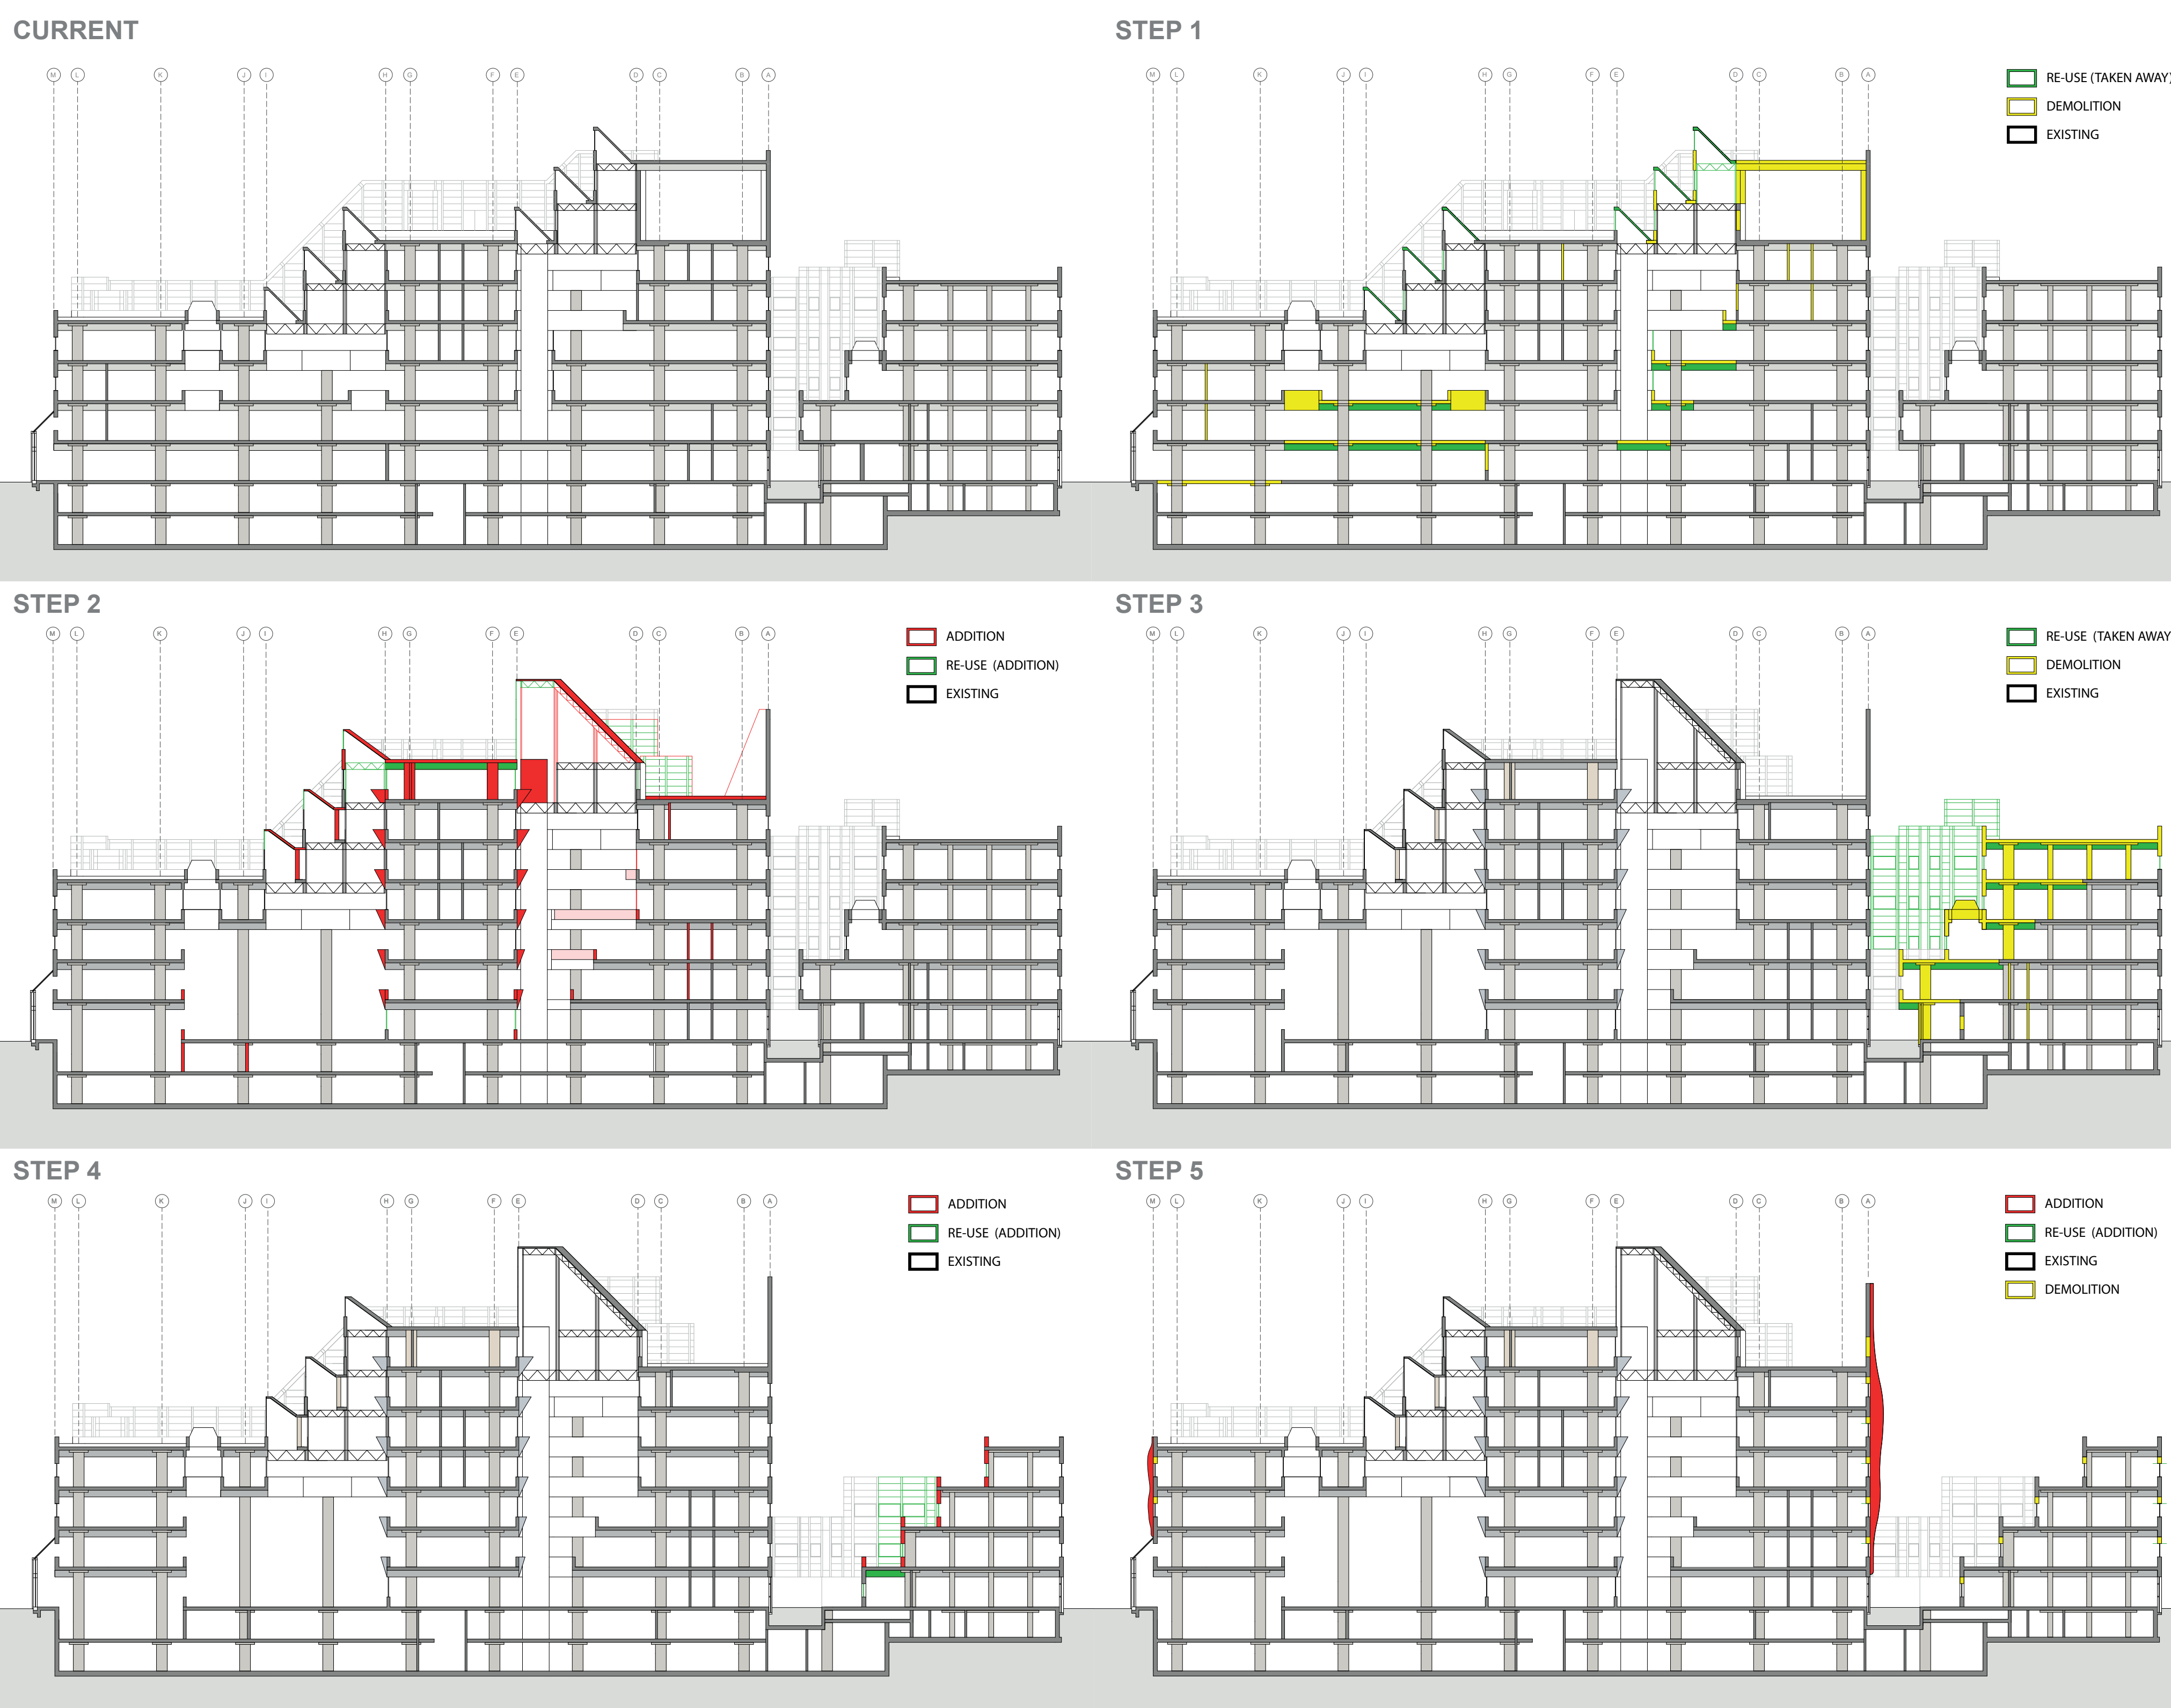 CURRENT
M L K J I H G F E D C B A
STEP 1
M L K J I H G F E D C B A
RE-USE (TAKEN AWAY)
DEMOLITION
EXISTING
STEP 2
M L K J I H G F E D C B A
ADDITION
RE-USE (ADDITION)
EXISTING
STEP 3
M L K J I H G F E D C B A
RE-USE (TAKEN AWAY
DEMOLITION
EXISTING
STEP 4
M L K J I H G F E D C B A
ADDITION
RE-USE (ADDITION)
EXISTING
STEP 5
M L K J I H G F E D C B A
ADDITION
RE-USE (ADDITION)
EXISTING
DEMOLITION